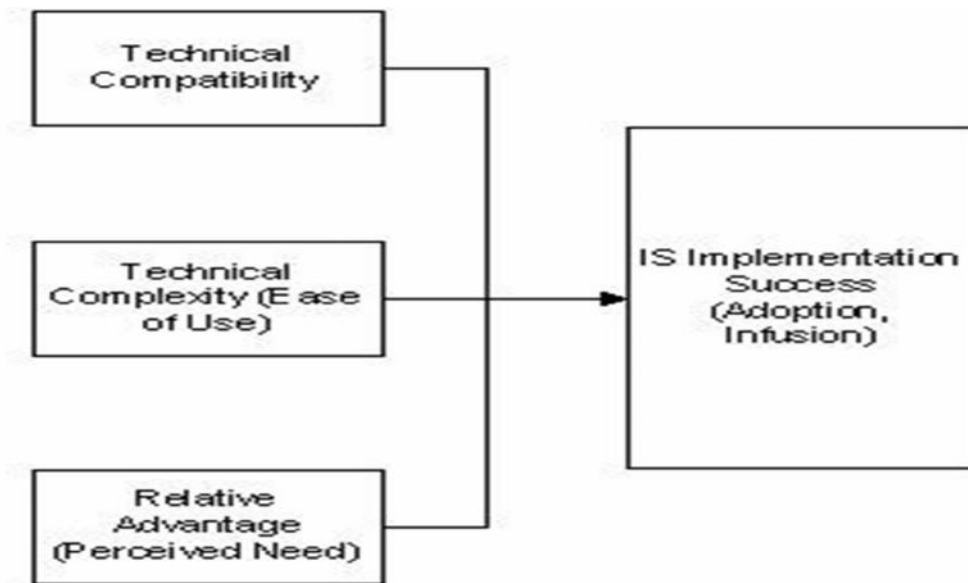 Technical
Compatibility
Technical
Complexity (Ease
of Use)
Relative
Advantage
(Perceived Need)
IS Implementation
Success
(Adoption,
Infusion)